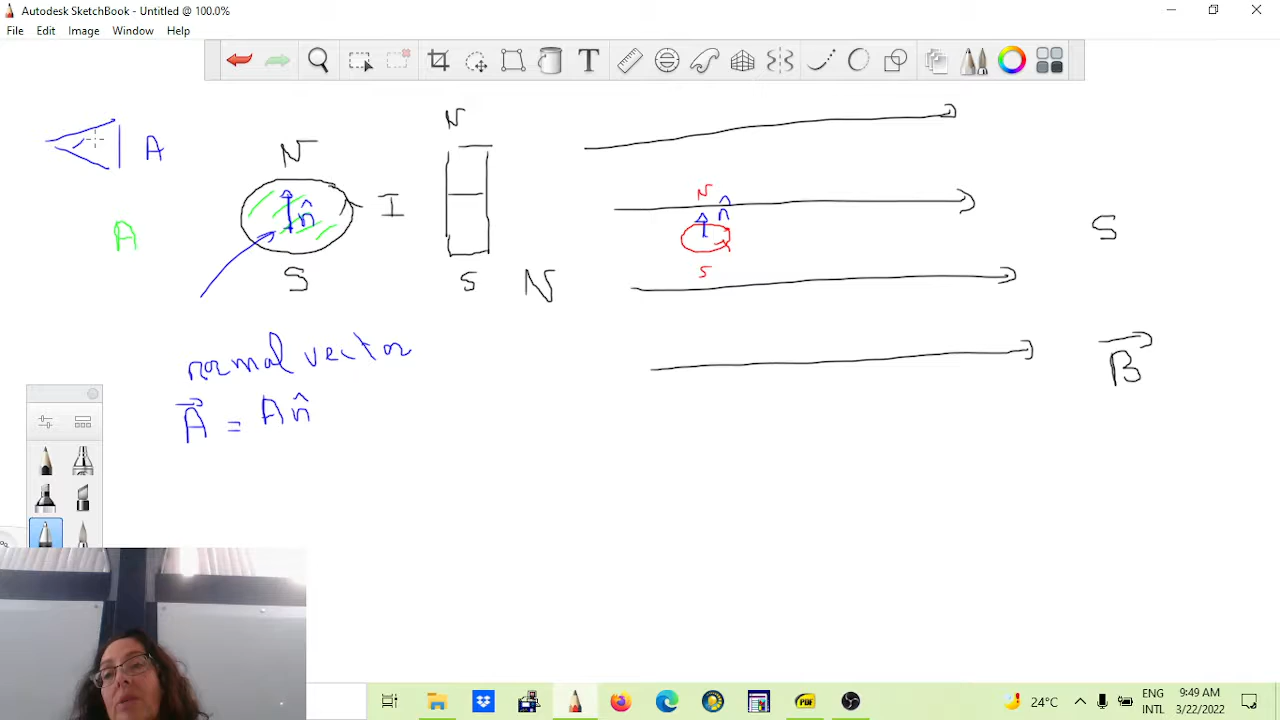 Autodesk SketchBook - Untitled @ 100.0%
File Edit Image Window Help
T
N
A
N
I
n̂
A
S
S
N
N
n̂
S
S
B⃗
normal vector
A⃗ = A n̂
PDF
24°C
ENG
INTL
9:49 AM
3/22/2022